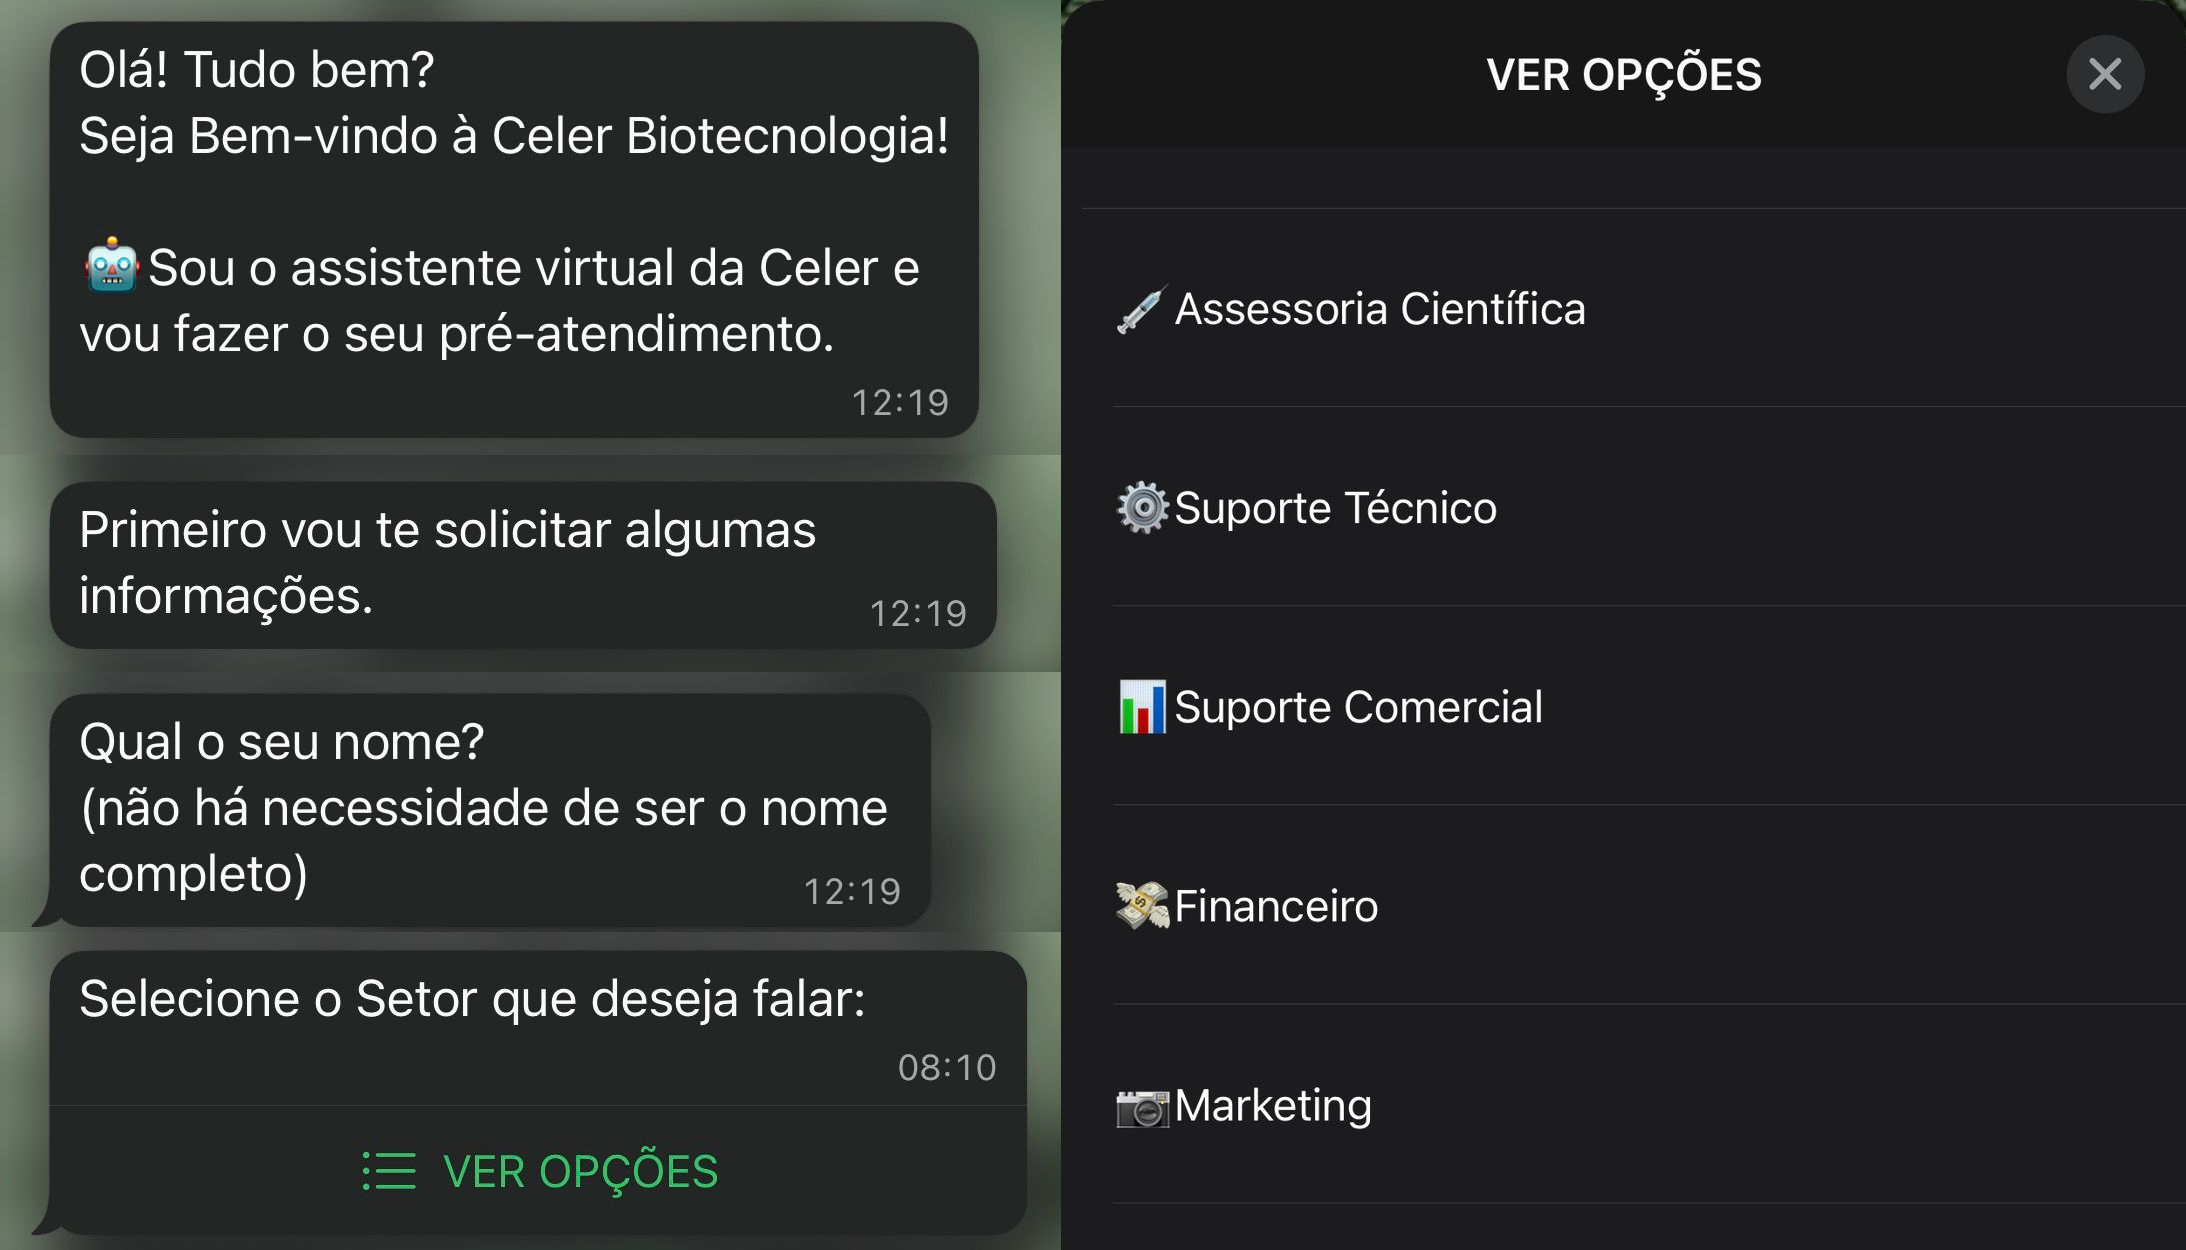 Olá! Tudo bem?
Seja Bem-vindo à Celer Biotecnologia!
🤖Sou o assistente virtual da Celer e
vou fazer o seu pré-atendimento.
12:19
Primeiro vou te solicitar algumas
informações.
12:19
Qual o seu nome?
(não há necessidade de ser o nome
completo)
12:19
Selecione o Setor que deseja falar:
08:10
VER OPÇÕES
VER OPÇÕES
💉Assessoria Científica
⚙️Suporte Técnico
📊Suporte Comercial
💸Financeiro
📷Marketing